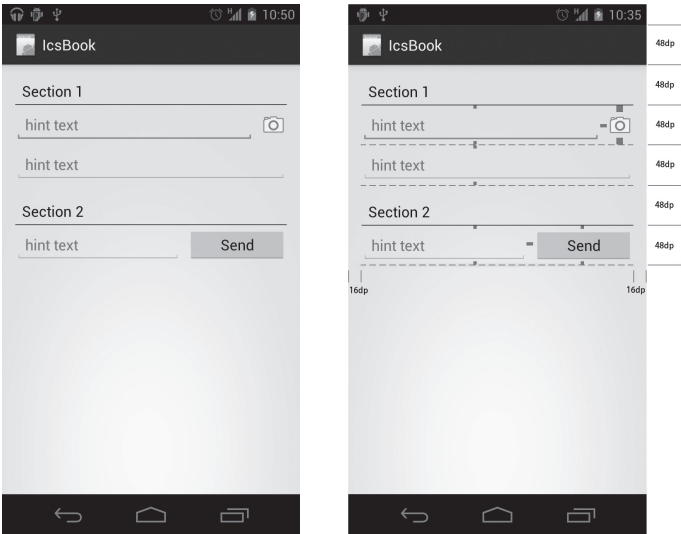 10:50
IcsBook
Section 1
hint text
hint text
Section 2
hint text Send
H 10:35
IcsBook
Section 1
hint text
hint text
Section 2
hint text Send
16dp 16dp
48dp
48dp
48dp
48dp
48dp
48dp